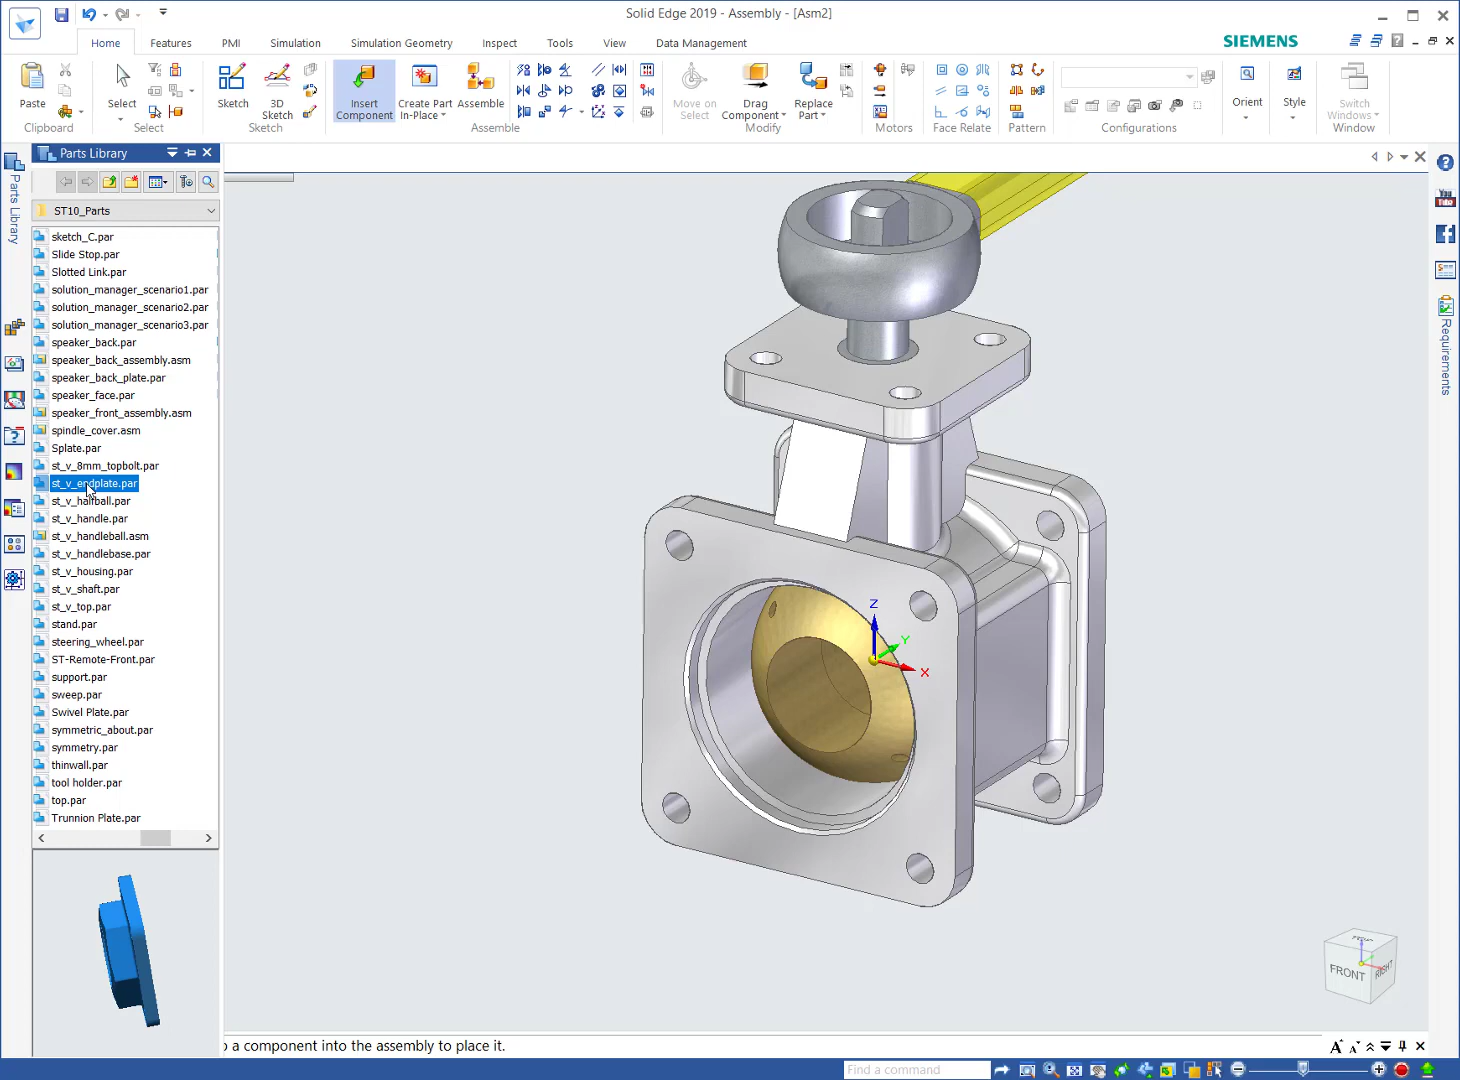 Solid Edge 2019 - Assembly - [Asm2]
Home
Features
PMI
Simulation
Simulation Geometry
Inspect
Tools
View
Data Management
SIEMENS
Paste
Select
Sketch
3D Sketch
Insert Component
Create Part In-Place
Assemble
Move on Select
Drag Component
Replace Part
Orient
Style
Switch Windows
Clipboard
Select
Sketch
Assemble
Modify
Motors
Face Relate
Pattern
Configurations
Window
Parts Library
Parts Library
ST10_Parts
sketch_C.par
Slide Stop.par
Slotted Link.par
solution_manager_scenario1.par
solution_manager_scenario2.par
solution_manager_scenario3.par
speaker_back.par
speaker_back_assembly.asm
speaker_back_plate.par
speaker_face.par
speaker_front_assembly.asm
spindle_cover.asm
Splate.par
st_v_8mm_topbolt.par
st_v_endplate.par
st_v_halfball.par
st_v_handle.par
st_v_handleball.asm
st_v_handlebase.par
st_v_housing.par
st_v_shaft.par
st_v_top.par
stand.par
steering_wheel.par
ST-Remote-Front.par
support.par
sweep.par
Swivel Plate.par
symmetric_about.par
symmetry.par
thinwall.par
tool holder.par
top.par
Trunnion Plate.par
Z
Y
X
You
Tube
Requirements
TOP
FRONT
RIGHT
a component into the assembly to place it.
Find a command